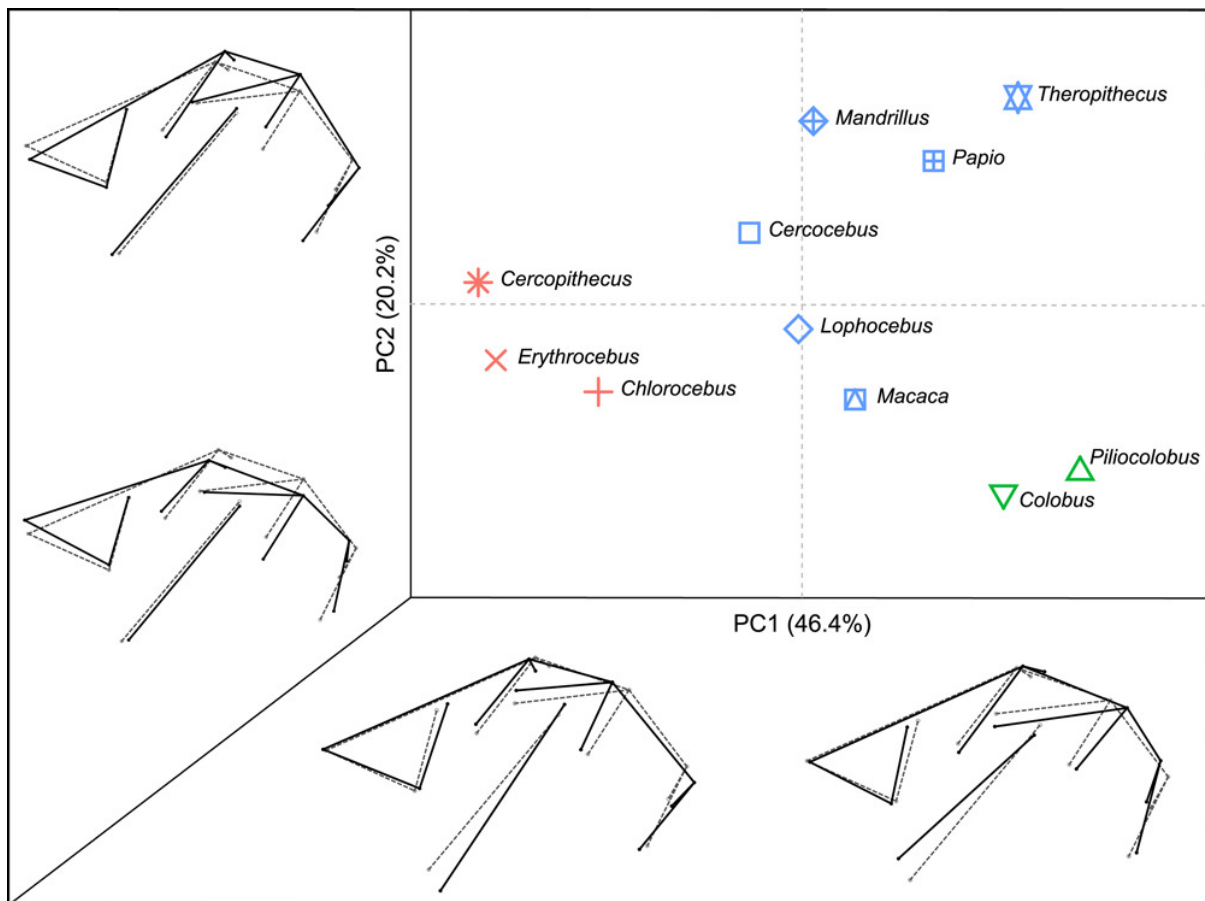 Theropithecus
Mandrillus
Papio
Cercocebus
Cercopithecus
Lophocebus
Erythrocebus
Chlorocebus
Macaca
Piliocolobus
Colobus
PC2 (20.2%)
PC1 (46.4%)